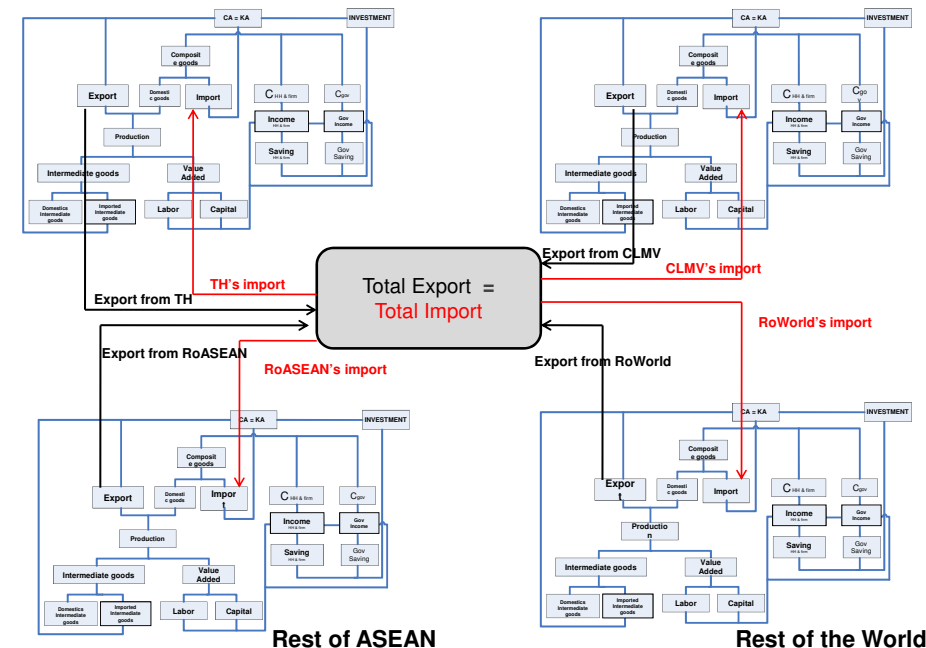 CA = KA
INVESTMENT
Composit
e goods
Export
Domesti
c goods
Import
C HH & firm
Cgov
Income
HH & firm
Gov
Income
Production
Saving
HH & firm
Gov
Saving
Intermediate goods
Value
Added
Domestics
Intermediate
goods
Imported
Intermediate
goods
Labor
Capital
CA = KA
INVESTMENT
Composit
e goods
Export
Domesti
c goods
Import
C HH & firm
Cgo
v
Income
HH & firm
Gov
Income
Production
Saving
HH & firm
Gov
Saving
Intermediate goods
Value
Added
Domestics
Intermediate
goods
Imported
Intermediate
goods
Labor
Capital
Export from CLMV
CLMV's import
TH's import
Export from TH
Total Export =
Total Import
RoWorld's import
Export from RoASEAN
Export from RoWorld
RoASEAN's import
CA = KA
INVESTMENT
Composit
e goods
Export
Domesti
c goods
Impor
t
C HH & firm
Cgov
Income
HH & firm
Gov
Income
Production
Saving
HH & firm
Gov
Saving
Intermediate goods
Value
Added
Domestics
Intermediate
goods
Imported
Intermediate
goods
Labor
Capital
Rest of ASEAN
CA = KA
INVESTMENT
Composit
e goods
Expor
t
Domesti
c goods
Import
C HH & firm
Cgov
Income
HH & firm
Gov
Income
Productio
n
Saving
HH & firm
Gov
Saving
Intermediate goods
Value
Added
Domestics
Intermediate
goods
Imported
Intermediate
goods
Labor
Capital
Rest of the World